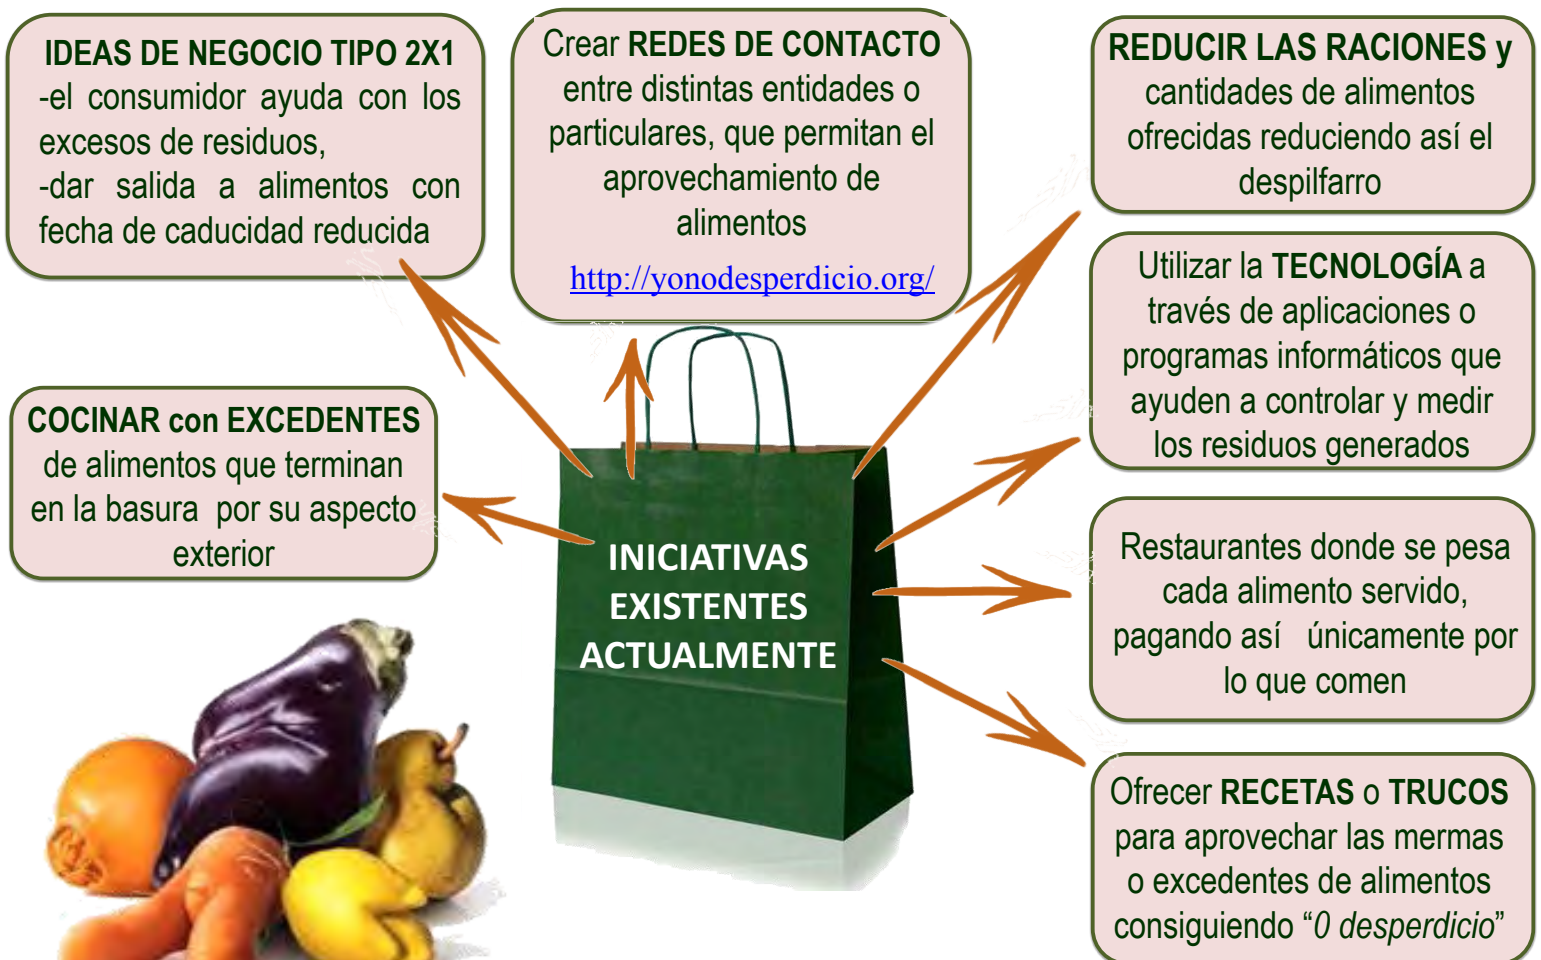 IDEAS DE NEGOCIO TIPO 2X1
-el consumidor ayuda con los
excesos de residuos,
-dar salida a alimentos con
fecha de caducidad reducida
Crear REDES DE CONTACTO
entre distintas entidades o
particulares, que permitan el
aprovechamiento de
alimentos
http://yonodesperdicio.org/
REDUCIR LAS RACIONES y
cantidades de alimentos
ofrecidas reduciendo así el
despilfarro
Utilizar la TECNOLOGÍA a
través de aplicaciones o
programas informáticos que
ayuden a controlar y medir
los residuos generados
COCINAR con EXCEDENTES
de alimentos que terminan
en la basura por su aspecto
exterior
INICIATIVAS
EXISTENTES
ACTUALMENTE
Restaurantes donde se pesa
cada alimento servido,
pagando así únicamente por
lo que comen
Ofrecer RECETAS o TRUCOS
para aprovechar las mermas
o excedentes de alimentos
consiguiendo “0 desperdicio”